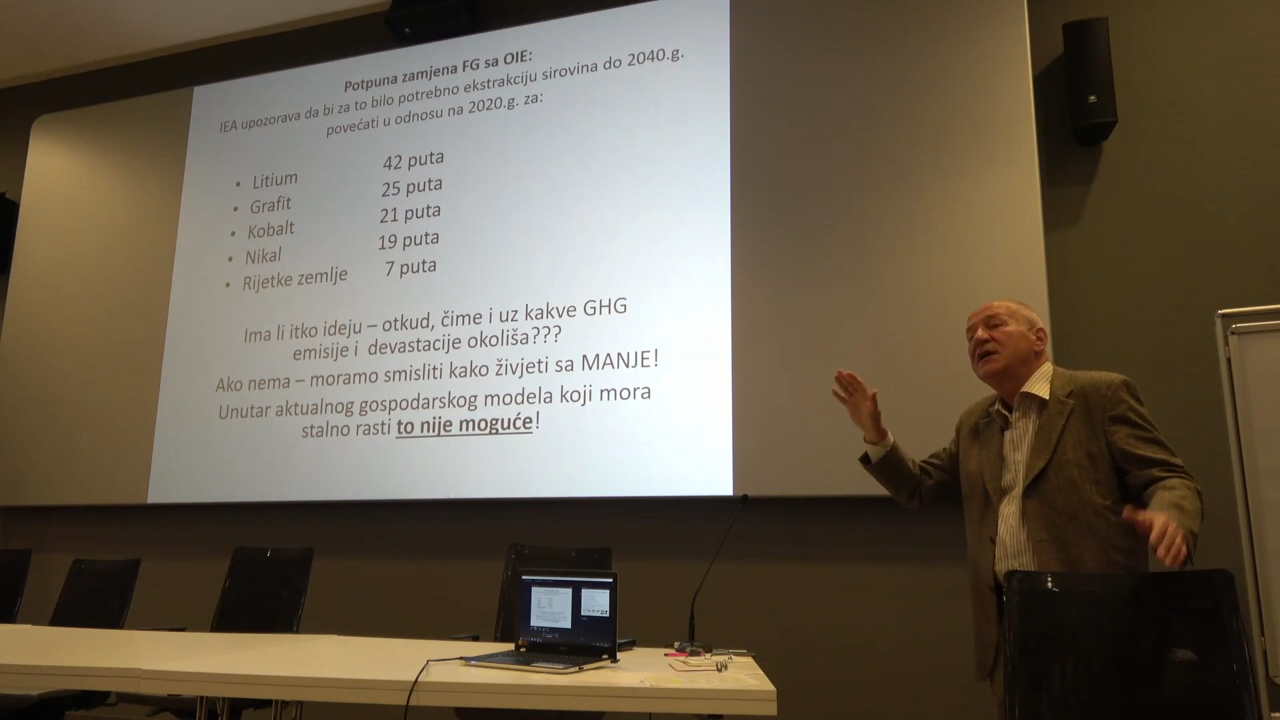 Potpuna zamjena FG sa OIE:
IEA upozorava da bi za to bilo potrebno ekstrakciju sirovina do 2040.g.
povećati u odnosu na 2020.g. za:
• Litium 42 puta
• Grafit 25 puta
• Kobalt 21 puta
• Nikal 19 puta
• Rijetke zemlje 7 puta
Ima li itko ideju – otkud, čime i uz kakve GHG
emisije i devastacije okoliša???
Ako nema – moramo smisliti kako živjeti sa MANJE!
Unutar aktualnog gospodarskog modela koji mora
stalno rasti to nije moguće!